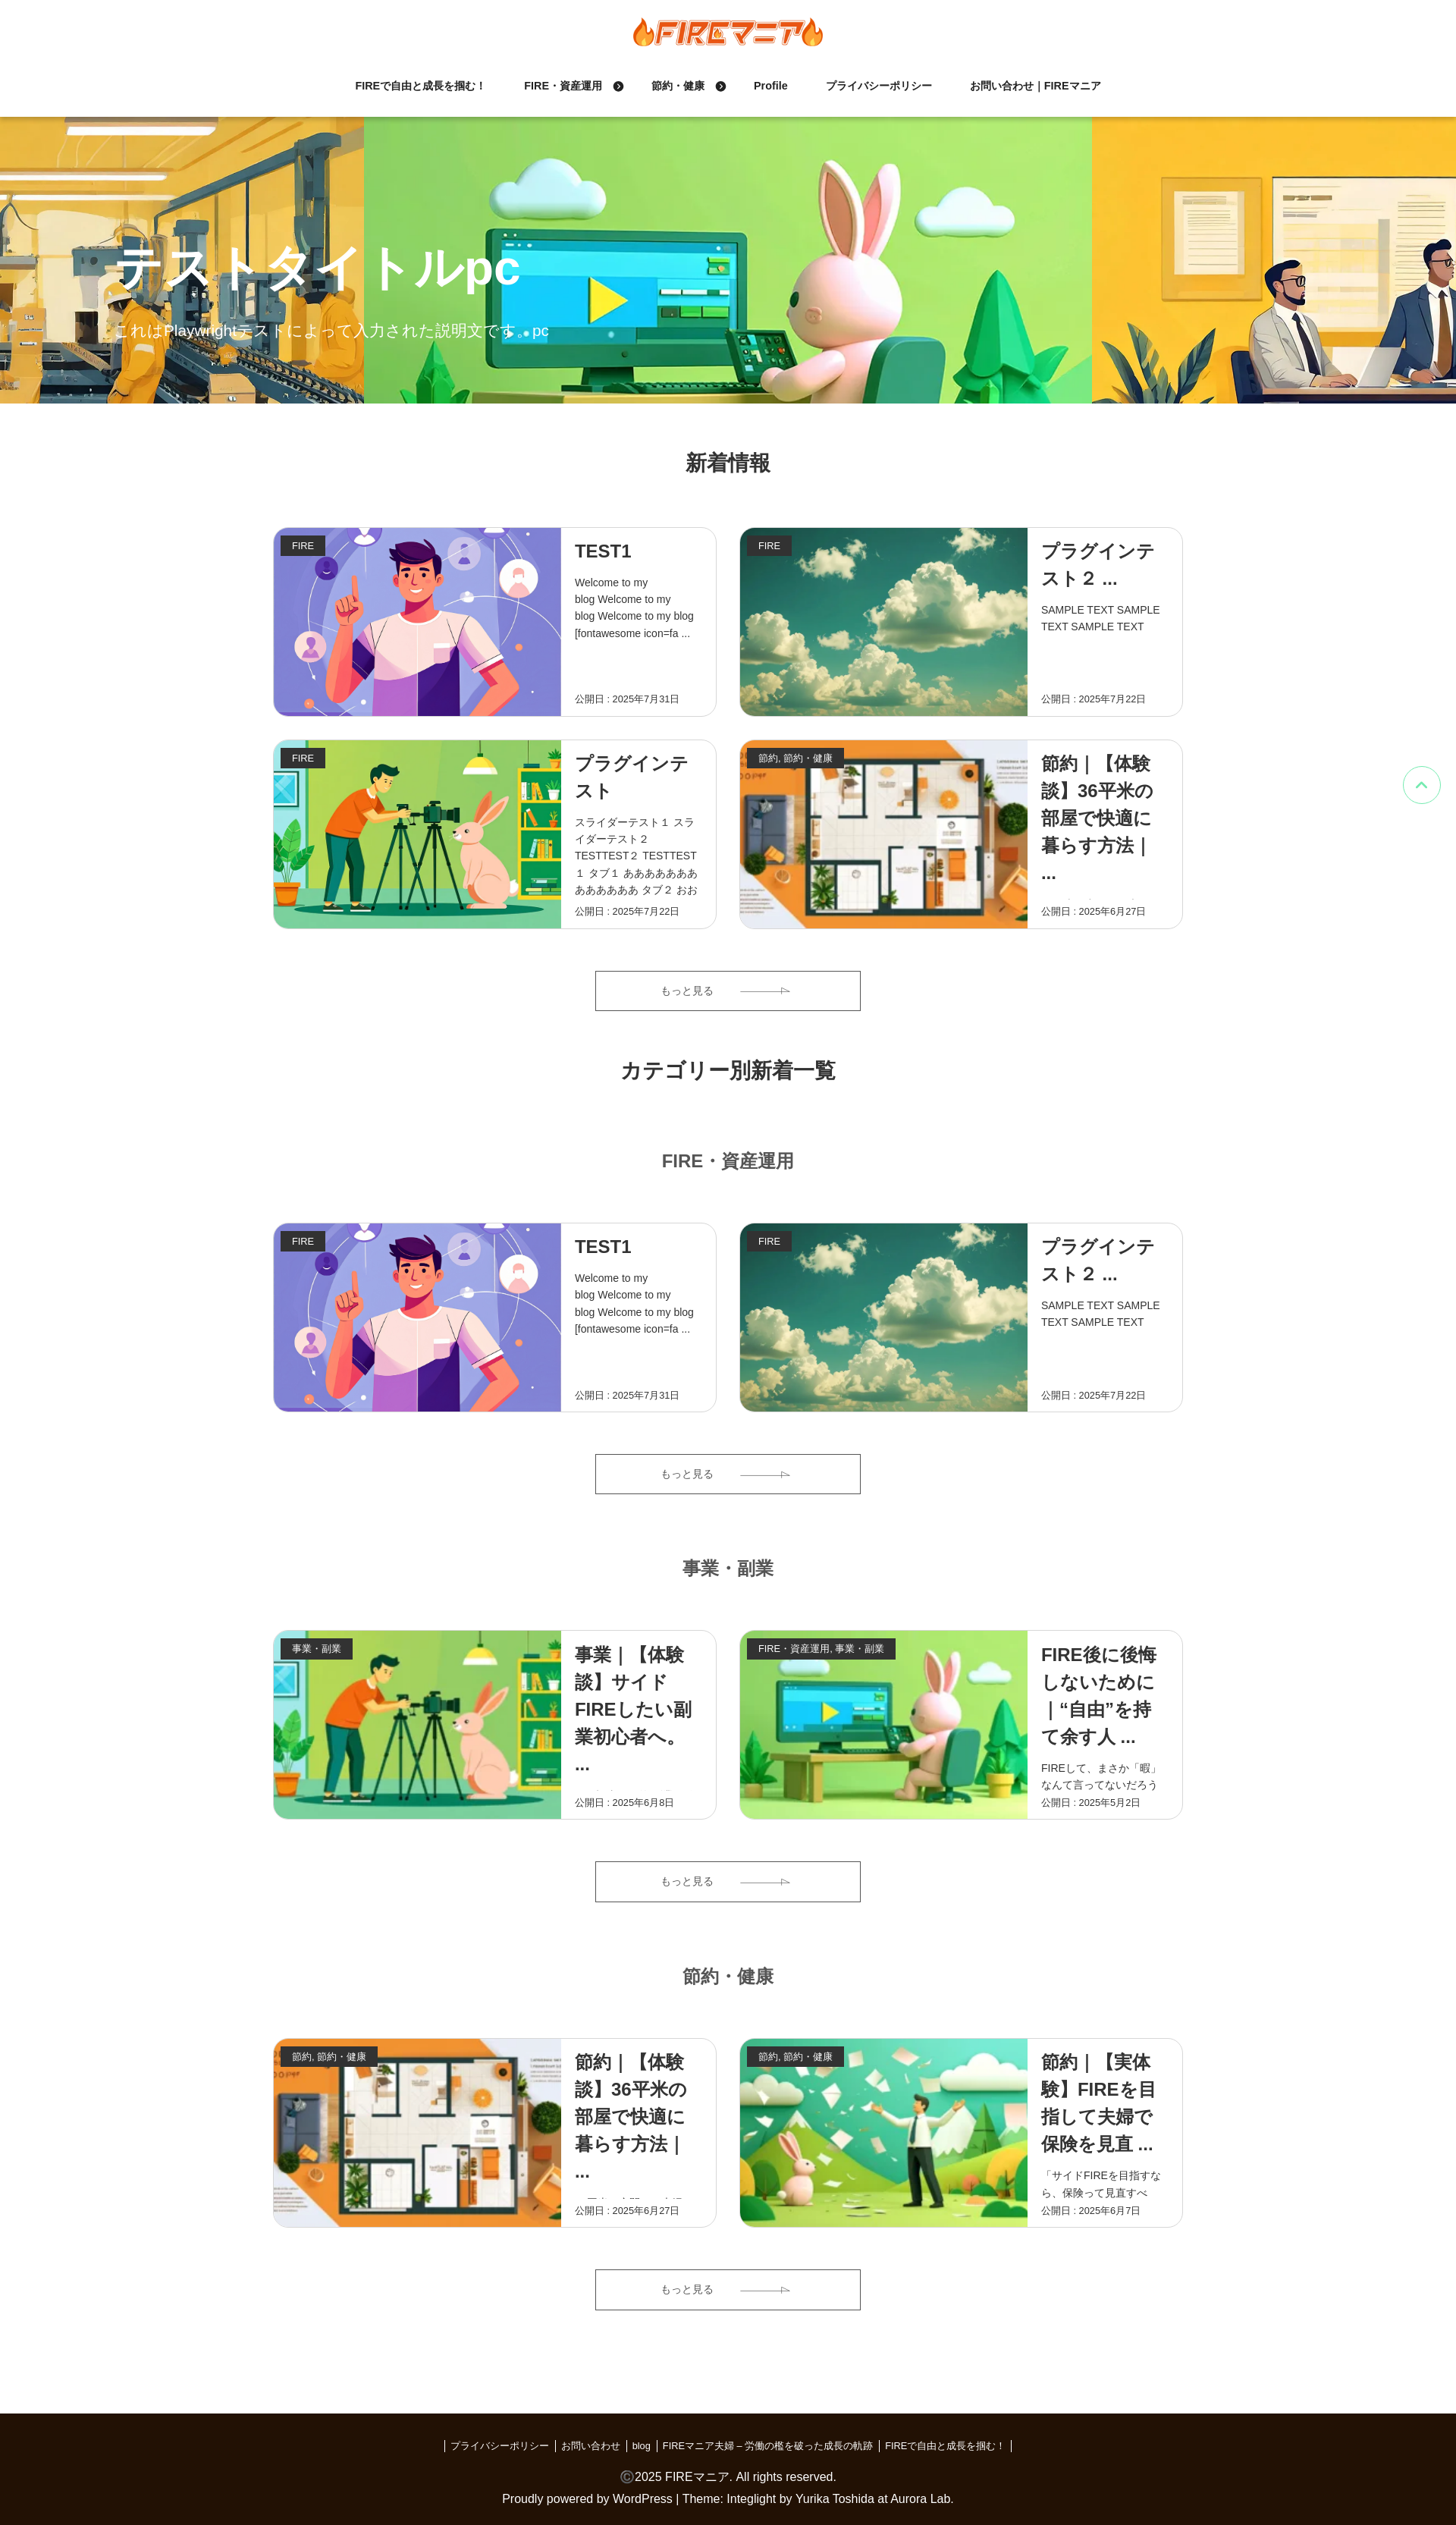 FIREマニア
FIREで自由と成長を掴む！ FIRE・資産運用 節約・健康 Profile プライバシーポリシー お問い合わせ｜FIREマニア
テストタイトルpc
これはPlaywrightテストによって入力された説明文です。pc
新着情報
FIRE
TEST1
Welcome to my
blog Welcome to my
blog Welcome to my blog
[fontawesome icon=fa ...
公開日 : 2025年7月31日
FIRE
プラグインテ
スト２ ...
SAMPLE TEXT SAMPLE
TEXT SAMPLE TEXT
公開日 : 2025年7月22日
FIRE
プラグインテ
スト
スライダーテスト１ スラ
イダーテスト２
TESTTEST２ TESTTEST
１ タブ１ あああああああ
ああああああ タブ２ おお
公開日 : 2025年7月22日
節約, 節約・健康
節約｜【体験
談】36平米の
部屋で快適に
暮らす方法｜
...
公開日 : 2025年6月27日
もっと見る
カテゴリー別新着一覧
FIRE・資産運用
FIRE
TEST1
Welcome to my
blog Welcome to my
blog Welcome to my blog
[fontawesome icon=fa ...
公開日 : 2025年7月31日
FIRE
プラグインテ
スト２ ...
SAMPLE TEXT SAMPLE
TEXT SAMPLE TEXT
公開日 : 2025年7月22日
もっと見る
事業・副業
事業・副業
事業｜【体験
談】サイド
FIREしたい副
業初心者へ。
...
公開日 : 2025年6月8日
FIRE・資産運用, 事業・副業
FIRE後に後悔
しないために
｜“自由”を持
て余す人 ...
FIREして、まさか「暇」
なんて言ってないだろう
公開日 : 2025年5月2日
もっと見る
節約・健康
節約, 節約・健康
節約｜【体験
談】36平米の
部屋で快適に
暮らす方法｜
...
公開日 : 2025年6月27日
節約, 節約・健康
節約｜【実体
験】FIREを目
指して夫婦で
保険を見直 ...
「サイドFIREを目指すな
ら、保険って見直すべ
公開日 : 2025年6月7日
もっと見る
プライバシーポリシー お問い合わせ blog FIREマニア夫婦 – 労働の檻を破った成長の軌跡 FIREで自由と成長を掴む！
©2025 FIREマニア. All rights reserved.
Proudly powered by WordPress | Theme: Integlight by Yurika Toshida at Aurora Lab.